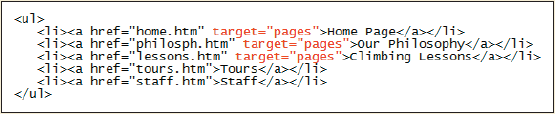 <ul>
<li><a href="home.htm" target="pages">Home Page</a></li>
<li><a href="philosph.htm" target="pages">Our Philosophy</a></li>
<li><a href="lessons.htm" target="pages">Climbing Lessons</a></li>
<li><a href="tours.htm">Tours</a></li>
<li><a href="staff.htm">Staff</a></li>
</ul>